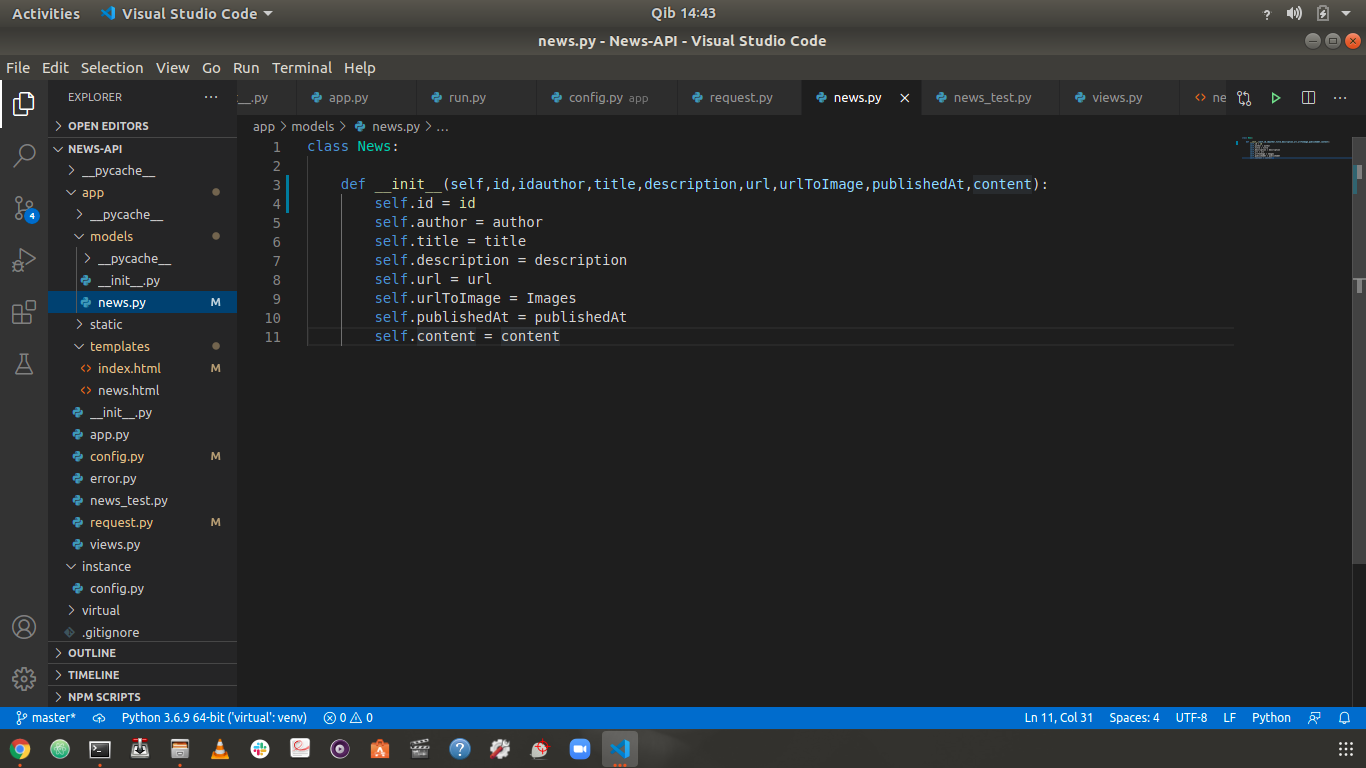 Activities Visual Studio Code Qib 14:43 ?
news.py - News-API - Visual Studio Code
File Edit Selection View Go Run Terminal Help
EXPLORER ...
__.py app.py run.py config.py app request.py news.py news_test.py views.py <> ne ...
OPEN EDITORS
app > models > news.py > ...
NEWS-API
__pycache__
app
__pycache__
models
__pycache__
__init__.py
news.py M
static
templates
<> index.html M
<> news.html
__init__.py
app.py
config.py M
error.py
news_test.py
request.py M
views.py
instance
config.py
virtual
.gitignore
OUTLINE
TIMELINE
NPM SCRIPTS
4
1 class News:
2
3 def __init__(self,id,idauthor,title,description,url,urlToImage,publishedAt,content):
4 self.id = id
5 self.author = author
6 self.title = title
7 self.description = description
8 self.url = url
9 self.urlToImage = Images
10 self.publishedAt = publishedAt
11 self.content = content
master* Python 3.6.9 64-bit ('virtual': venv) 0 0 Ln 11, Col 31 Spaces: 4 UTF-8 LF Python